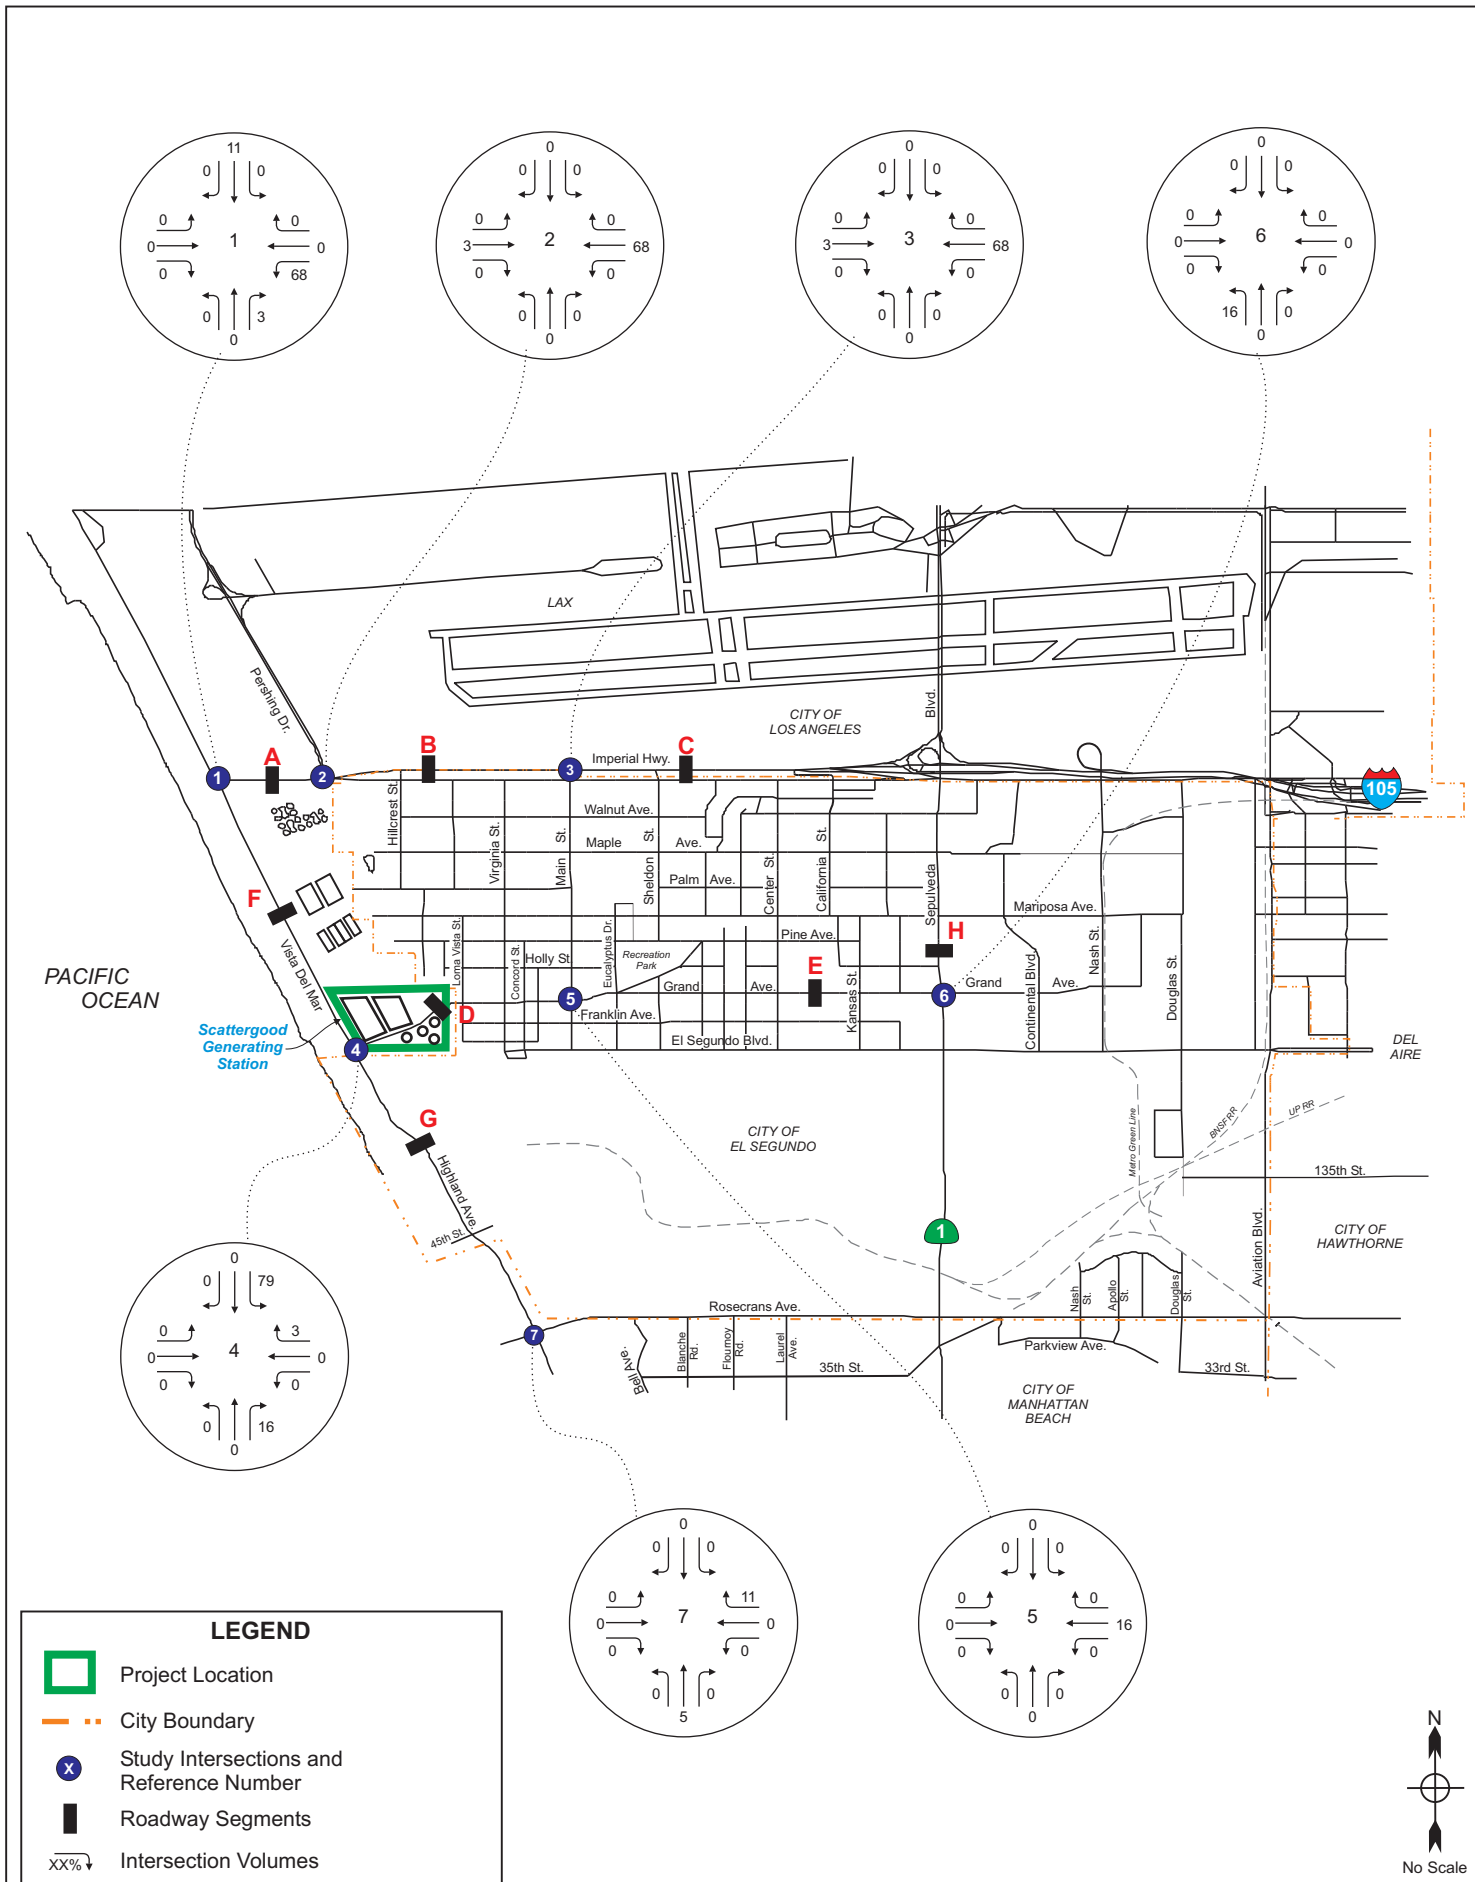 11
0
0
0
0
0
1
0
0
68
0
3
0
0
0
0
0
0
3
2
68
0
0
0
0
0
0
0
0
0
0
3
3
68
0
0
0
0
0
0
0
0
0
0
0
6
0
0
0
16
0
0
LAX
Pershing Dr.
CITY OF
LOS ANGELES
Blvd.
A
B
C
1
2
3
Imperial Hwy.
105
Hillcrest St.
Walnut Ave.
Virginia St.
Main St.
Maple Ave.
Sheldon St.
Center St.
California St.
Palm Ave.
Sepulveda
Mariposa Ave.
F
Vista Del Mar
Loma Vista St.
Concord St.
Holly St.
Eucalyptus Dr.
Recreation
Park
Pine Ave.
H
E
Kansas St.
Continental Blvd.
Nash St.
Douglas St.
PACIFIC
OCEAN
Grand Ave.
Grand Ave.
5
6
D
Franklin Ave.
El Segundo Blvd.
Scattergood
Generating
Station
4
DEL
AIRE
G
Highland Ave.
CITY OF
EL SEGUNDO
Metro Green Line
BNSF RR
UP RR
135th St.
1
Aviation Blvd.
CITY OF
HAWTHORNE
45th St.
Nash
St.
Apollo
St.
Douglas
St.
Rosecrans Ave.
7
Bell Ave.
Blanche
Rd.
Flournoy
Rd.
Laurel
Ave.
35th St.
Parkview Ave.
33rd St.
CITY OF
MANHATTAN
BEACH
0
0
79
0
3
0
4
0
0
0
0
16
0
0
0
0
0
11
0
7
0
0
0
0
0
5
0
0
0
0
0
0
5
16
0
0
0
0
0
LEGEND
Project Location
City Boundary
X
Study Intersections and
Reference Number
Roadway Segments
XX%
Intersection Volumes
N
No Scale